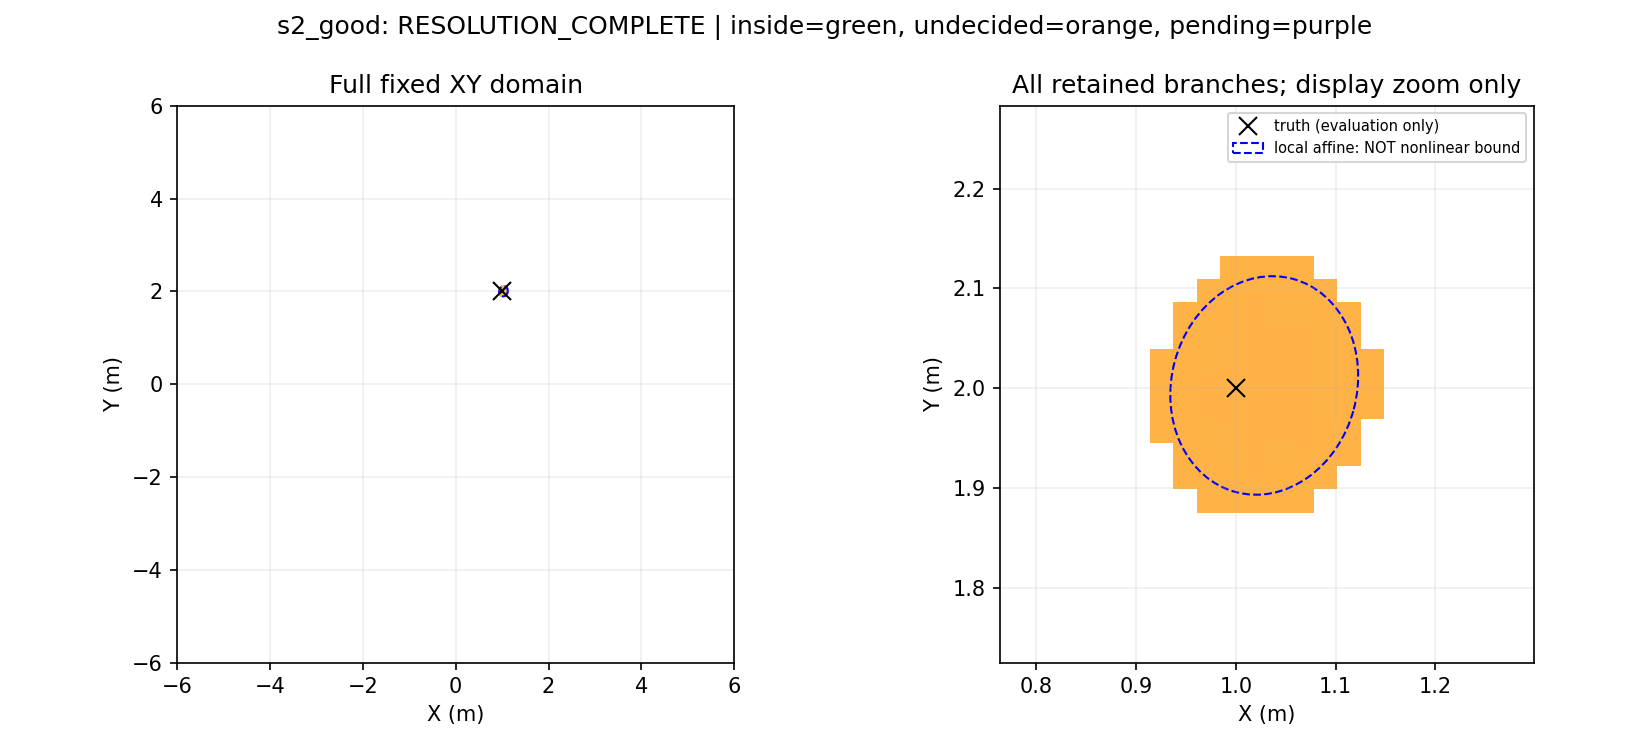 s2_good: RESOLUTION_COMPLETE | inside=green, undecided=orange, pending=purple
Full fixed XY domain
6
4
2
0
−2
−4
−6
−6
−4
−2
0
2
4
6
Y (m)
X (m)
All retained branches; display zoom only
truth (evaluation only)
local affine: NOT nonlinear bound
2.2
2.1
2.0
1.9
1.8
0.8
0.9
1.0
1.1
1.2
Y (m)
X (m)